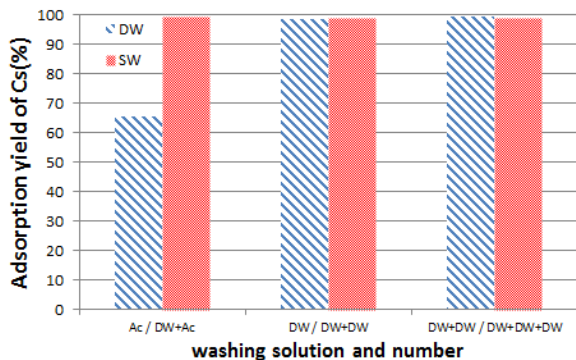 Adsorption yield of Cs(%)
100
90
80
70
60
50
40
30
20
10
0
DW
SW
Ac / DW+Ac
DW / DW+DW
DW+DW / DW+DW+DW
washing solution and number